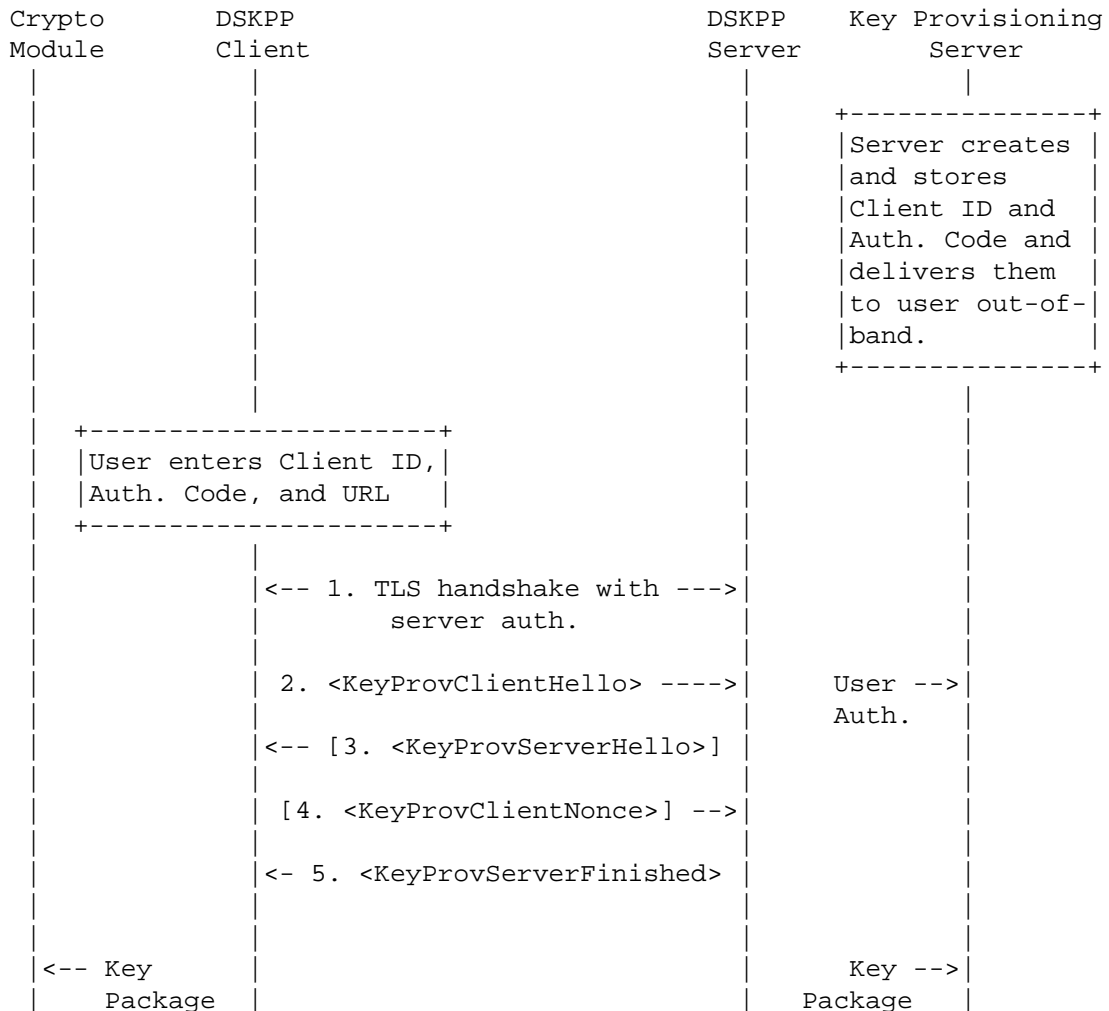 Crypto DSKPP DSKPP Key Provisioning
Module Client Server Server
Server creates
and stores
Client ID and
Auth. Code and
delivers them
to user out-of-
band.
User enters Client ID,
Auth. Code, and URL
<-- 1. TLS handshake with --->
server auth.
2. <KeyProvClientHello> ----> User -->
Auth.
<-- [3. <KeyProvServerHello>]
[4. <KeyProvClientNonce>] -->
<- 5. <KeyProvServerFinished>
<-- Key Key -->
Package Package